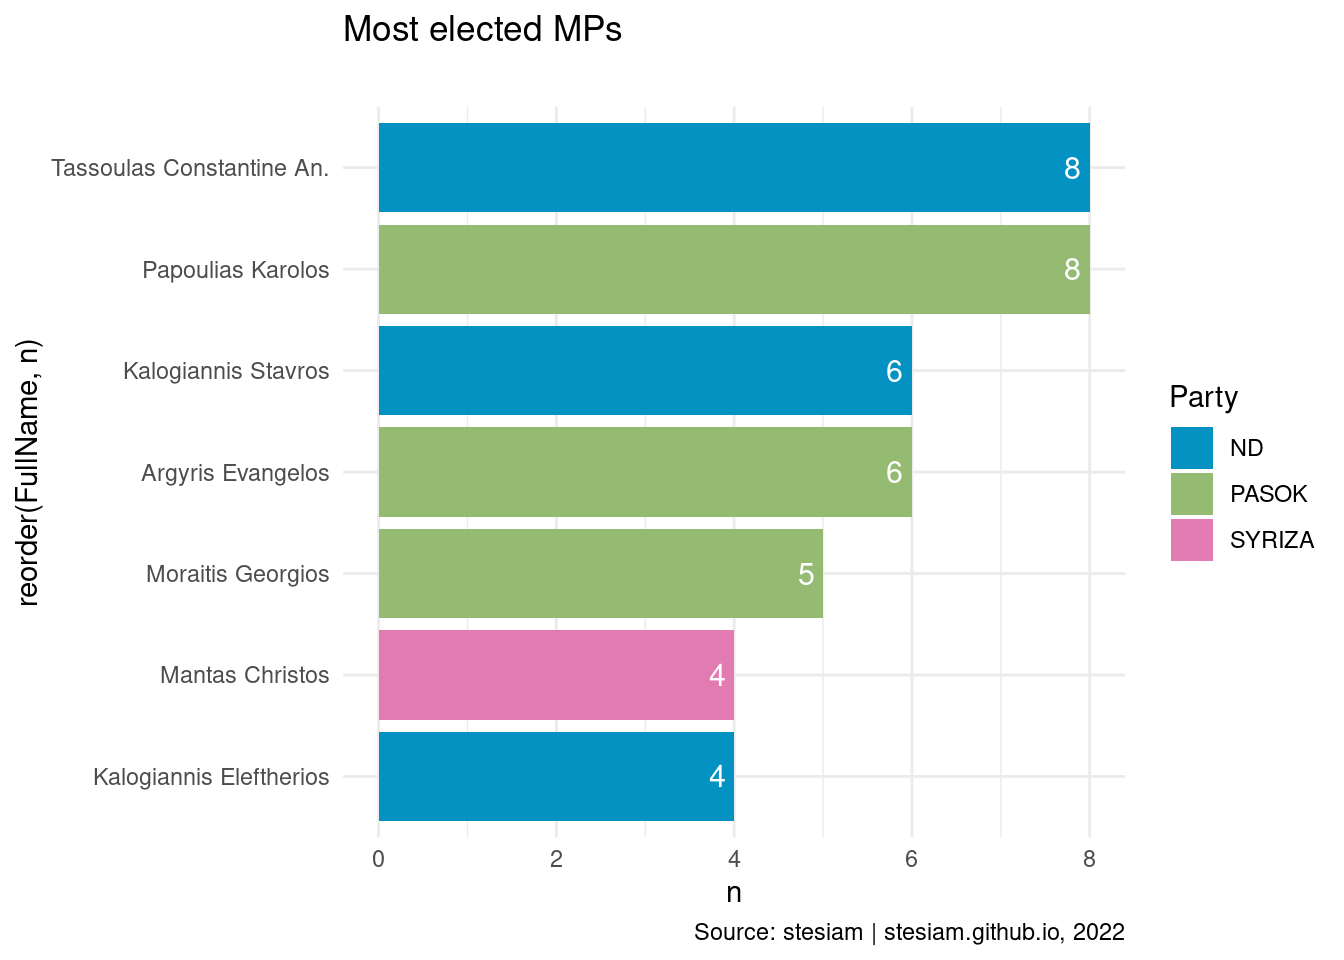 Most elected MPs
reorder(FullName, n)
Tassoulas Constantine An.
8
Papoulias Karolos
8
Kalogiannis Stavros
6
Argyris Evangelos
6
Moraitis Georgios
5
Mantas Christos
4
Kalogiannis Eleftherios
4
0 2 4 6 8
n
Party
ND
PASOK
SYRIZA
Source: stesiam | stesiam.github.io, 2022